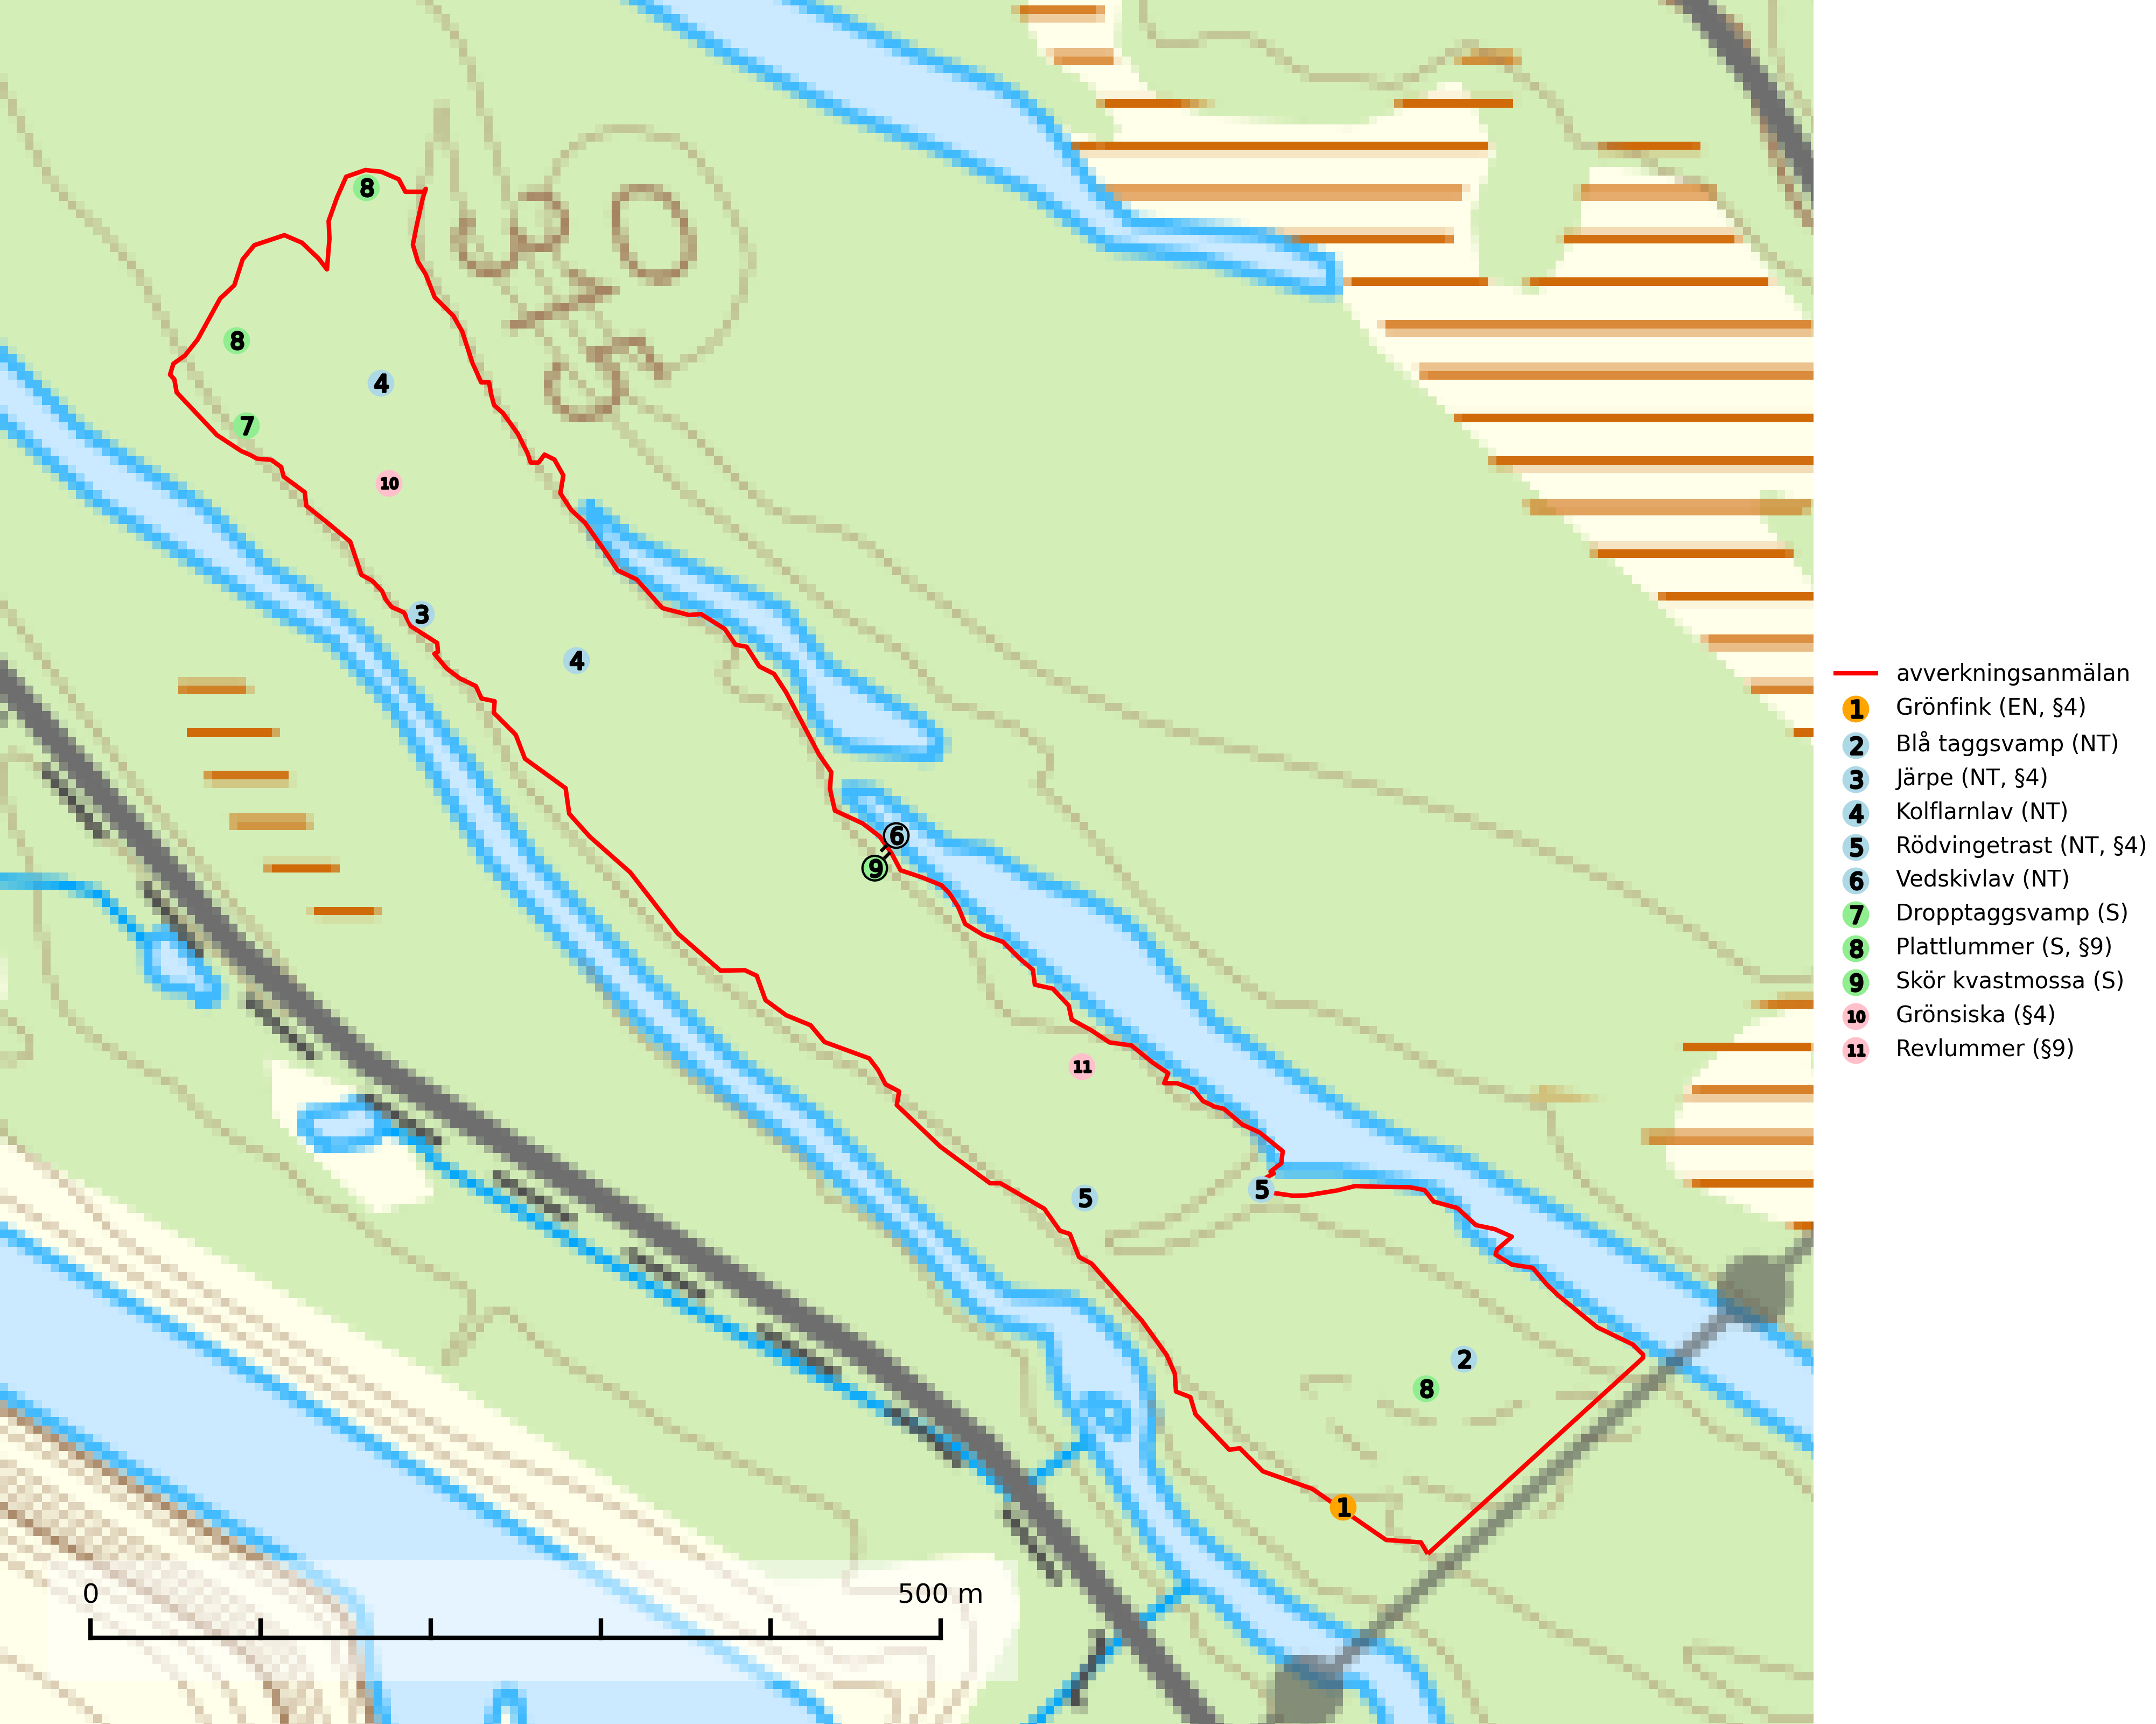 8
8
4
7
10
3
4
6
9
11
5
5
2
8
1
350
0
500 m
avverkningsanmälan
1 Grönfink (EN, §4)
2 Blå taggsvamp (NT)
3 Järpe (NT, §4)
4 Kolflarnlav (NT)
5 Rödvingetrast (NT, §4)
6 Vedskivlav (NT)
7 Dropptaggsvamp (S)
8 Plattlummer (S, §9)
9 Skör kvastmossa (S)
10 Grönsiska (§4)
11 Revlummer (§9)